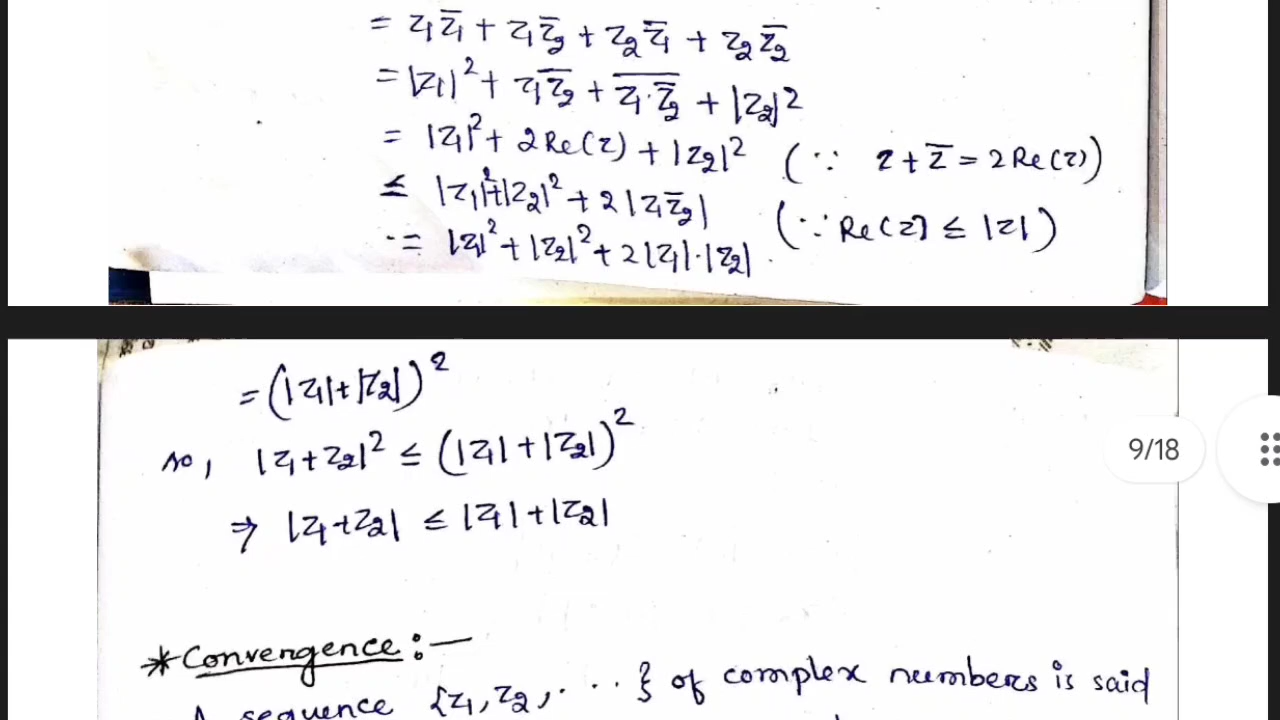 = z₁z̅₁ + z₁z̅₂ + z₂z̅₁ + z₂z̅₂
= |z₁|² + z₁z̅₂ + \overline{z₁·z̅₂} + |z₂|²
= |z₁|² + 2Re(z) + |z₂|² (∵ z + z̅ = 2Re(z))
≤ |z₁|²+|z₂|² + 2|z₁z̅₂| (∵ Re(z) ≤ |z|)
= |z₁|² + |z₂|² + 2|z₁|·|z₂|
= (|z₁|+|z₂|)²
so, |z₁+z₂|² ≤ (|z₁|+|z₂|)²
⇒ |z₁+z₂| ≤ |z₁|+|z₂|
9/18
* Convergence :—
A sequence {z₁, z₂, ....} of complex numbers is said